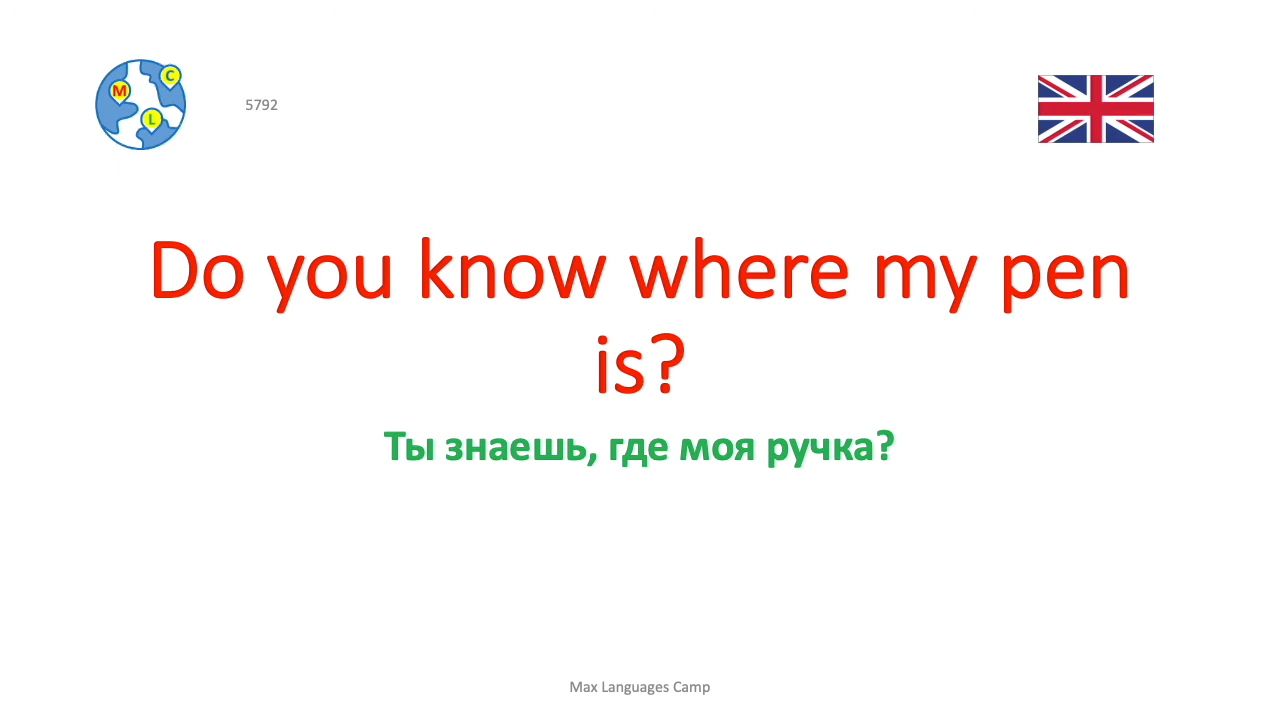 C
M
L
5792
Do you know where my pen
is?
Ты знаешь, где моя ручка?
Max Languages Camp